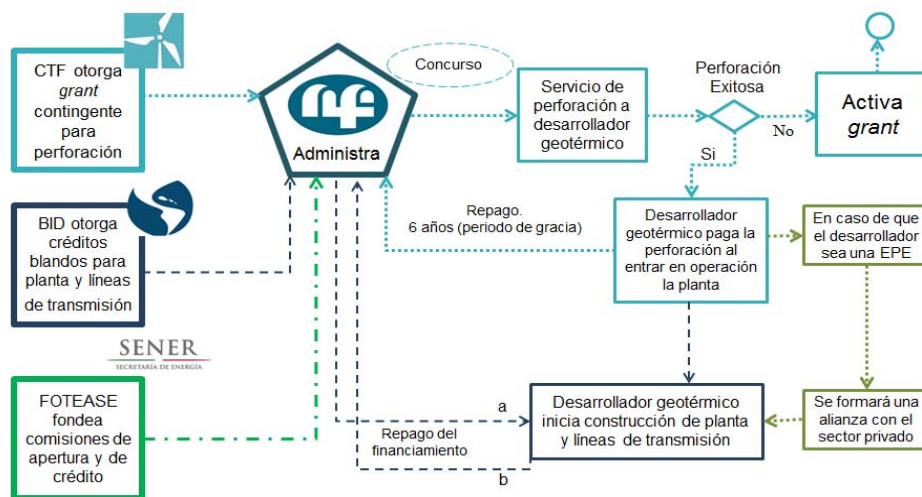 CTF otorga
grant
contingente
para
perforación
BID otorga
créditos
blandos para
planta y líneas
de transmisión
SENER
SECRETARÍA DE ENERGÍA
FOTEASE
fondea
comisiones de
apertura y de
crédito
nf
Administra
Concurso
Servicio de
perforación a
desarrollador
geotérmico
Perforación
Exitosa
No
Si
Activa
grant
Repago.
6 años (periodo de gracia)
Desarrollador
geotérmico paga la
perforación al
entrar en operación
la planta
En caso de que
el desarrollador
sea una EPE
a
Repago del
financiamiento
b
Desarrollador geotérmico
inicia construcción de planta
y líneas de transmisión
Se formará una
alianza con el
sector privado